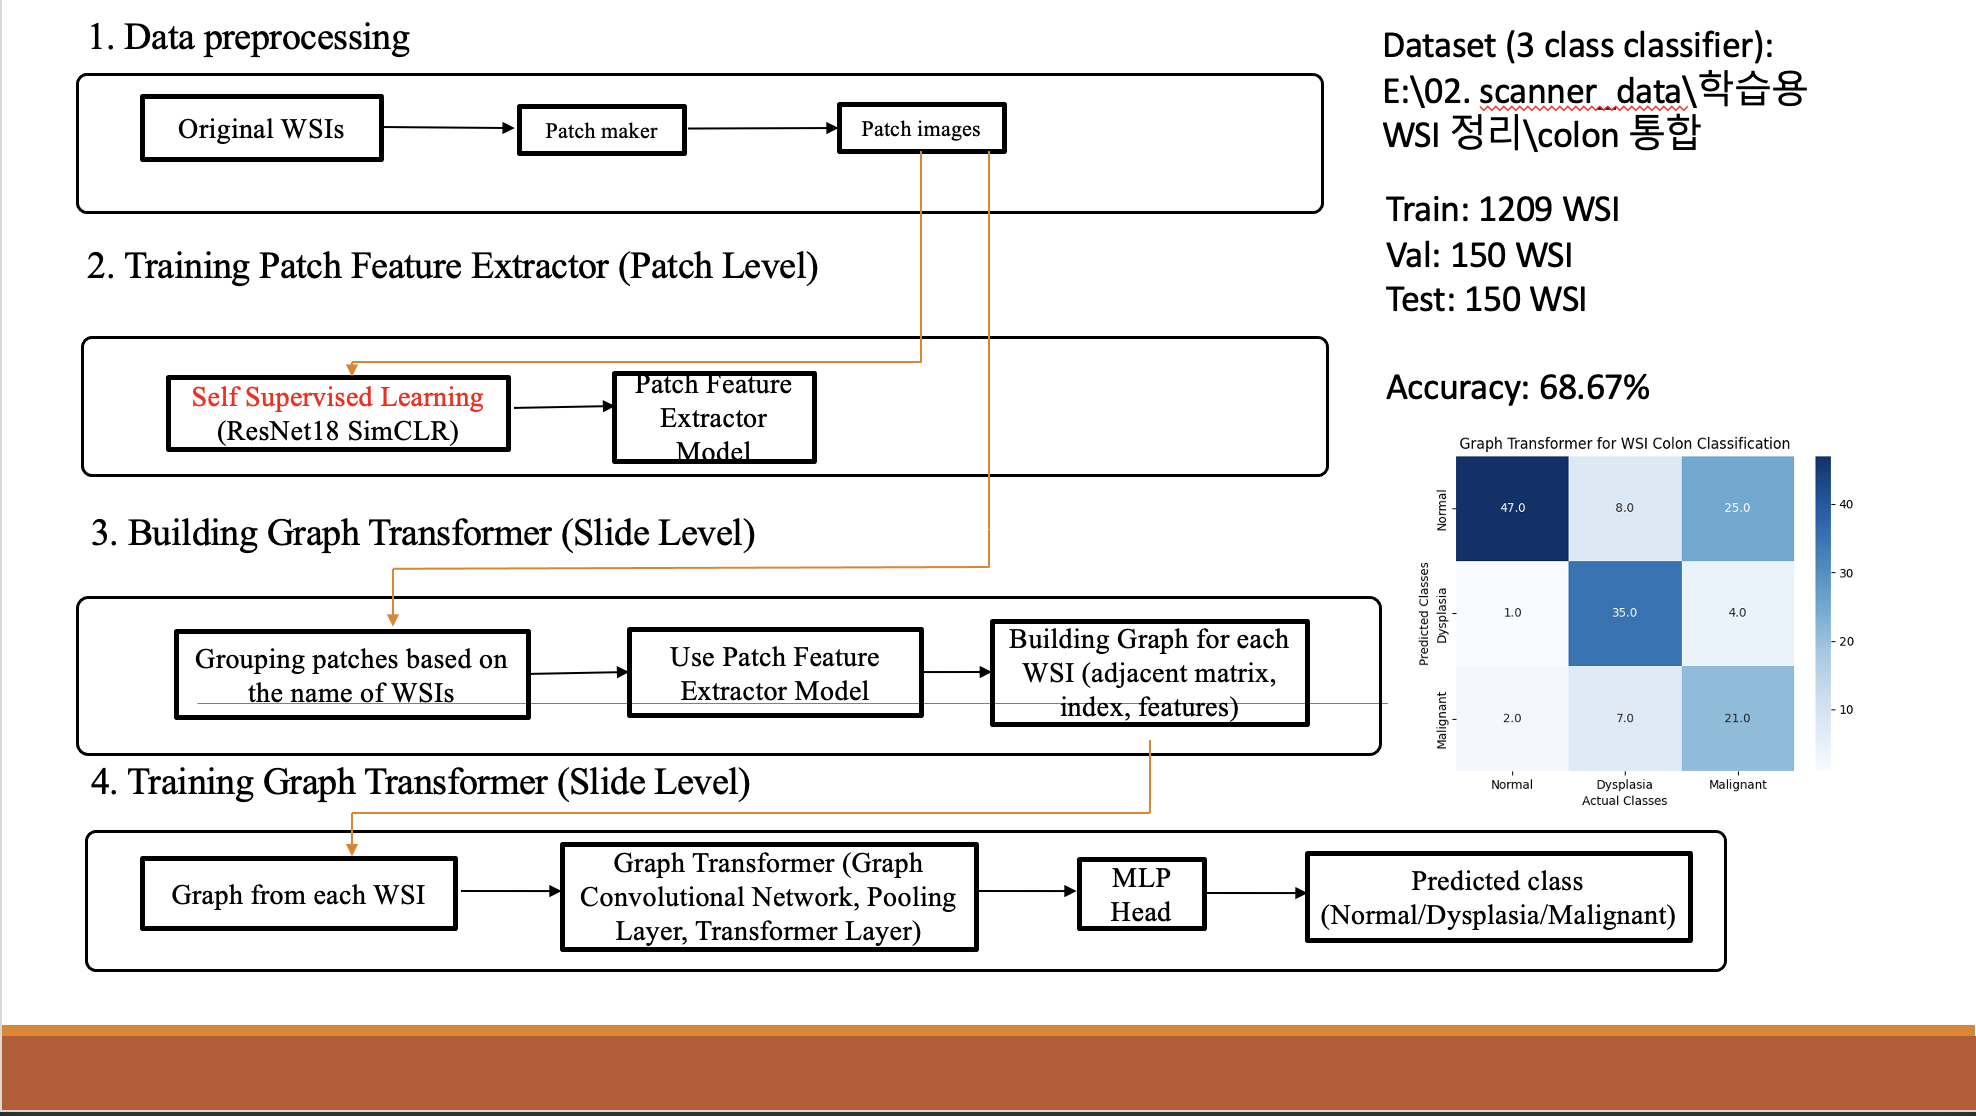 1. Data preprocessing
Original WSIs
Patch maker
Patch images
2. Training Patch Feature Extractor (Patch Level)
Self Supervised Learning
(ResNet18 SimCLR)
Patch Feature
Extractor
Model
3. Building Graph Transformer (Slide Level)
Grouping patches based on
the name of WSIs
Use Patch Feature
Extractor Model
Building Graph for each
WSI (adjacent matrix,
index, features)
4. Training Graph Transformer (Slide Level)
Graph from each WSI
Graph Transformer (Graph
Convolutional Network, Pooling
Layer, Transformer Layer)
MLP
Head
Predicted class
(Normal/Dysplasia/Malignant)
Dataset (3 class classifier):
E:\02. scanner_data\학습용
WSI 정리\colon 통합
Train: 1209 WSI
Val: 150 WSI
Test: 150 WSI
Accuracy: 68.67%
Graph Transformer for WSI Colon Classification
Predicted Classes
Normal
47.0
8.0
25.0
Dysplasia
1.0
35.0
4.0
Malignant
2.0
7.0
21.0
Normal
Dysplasia
Malignant
Actual Classes
40
30
20
10